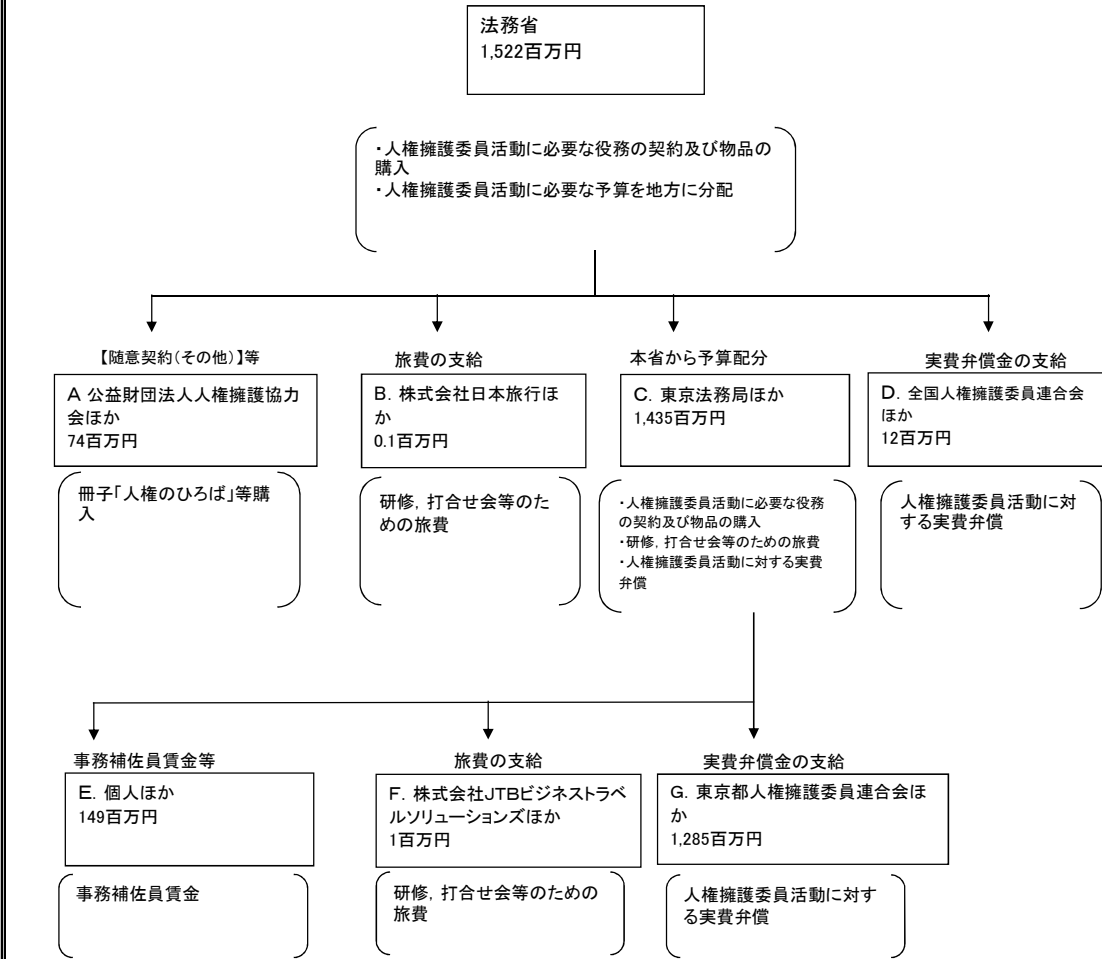 法務省
1,522百万円
・人権擁護委員活動に必要な役務の契約及び物品の
購入
・人権擁護委員活動に必要な予算を地方に分配
【随意契約(その他)】等
A 公益財団法人人権擁護協力
会ほか
74百万円
冊子「人権のひろば」等購
入
旅費の支給
B. 株式会社日本旅行ほ
か
0.1百万円
研修, 打合せ会等のた
めの旅費
本省から予算配分
C. 東京法務局ほか
1,435百万円
・人権擁護委員活動に必要な役務
の契約及び物品の購入
・研修, 打合せ会等のための旅費
・人権擁護委員活動に対する実費
弁償
実費弁償金の支給
D. 全国人権擁護委員連合会
ほか
12百万円
人権擁護委員活動に対
する実費弁償
事務補佐員賃金等
E. 個人ほか
149百万円
事務補佐員賃金
旅費の支給
F. 株式会社JTBビジネストラベ
ルソリューションズほか
1百万円
研修, 打合せ会等のための
旅費
実費弁償金の支給
G. 東京都人権擁護委員連合会ほ
か
1,285百万円
人権擁護委員活動に対す
る実費弁償